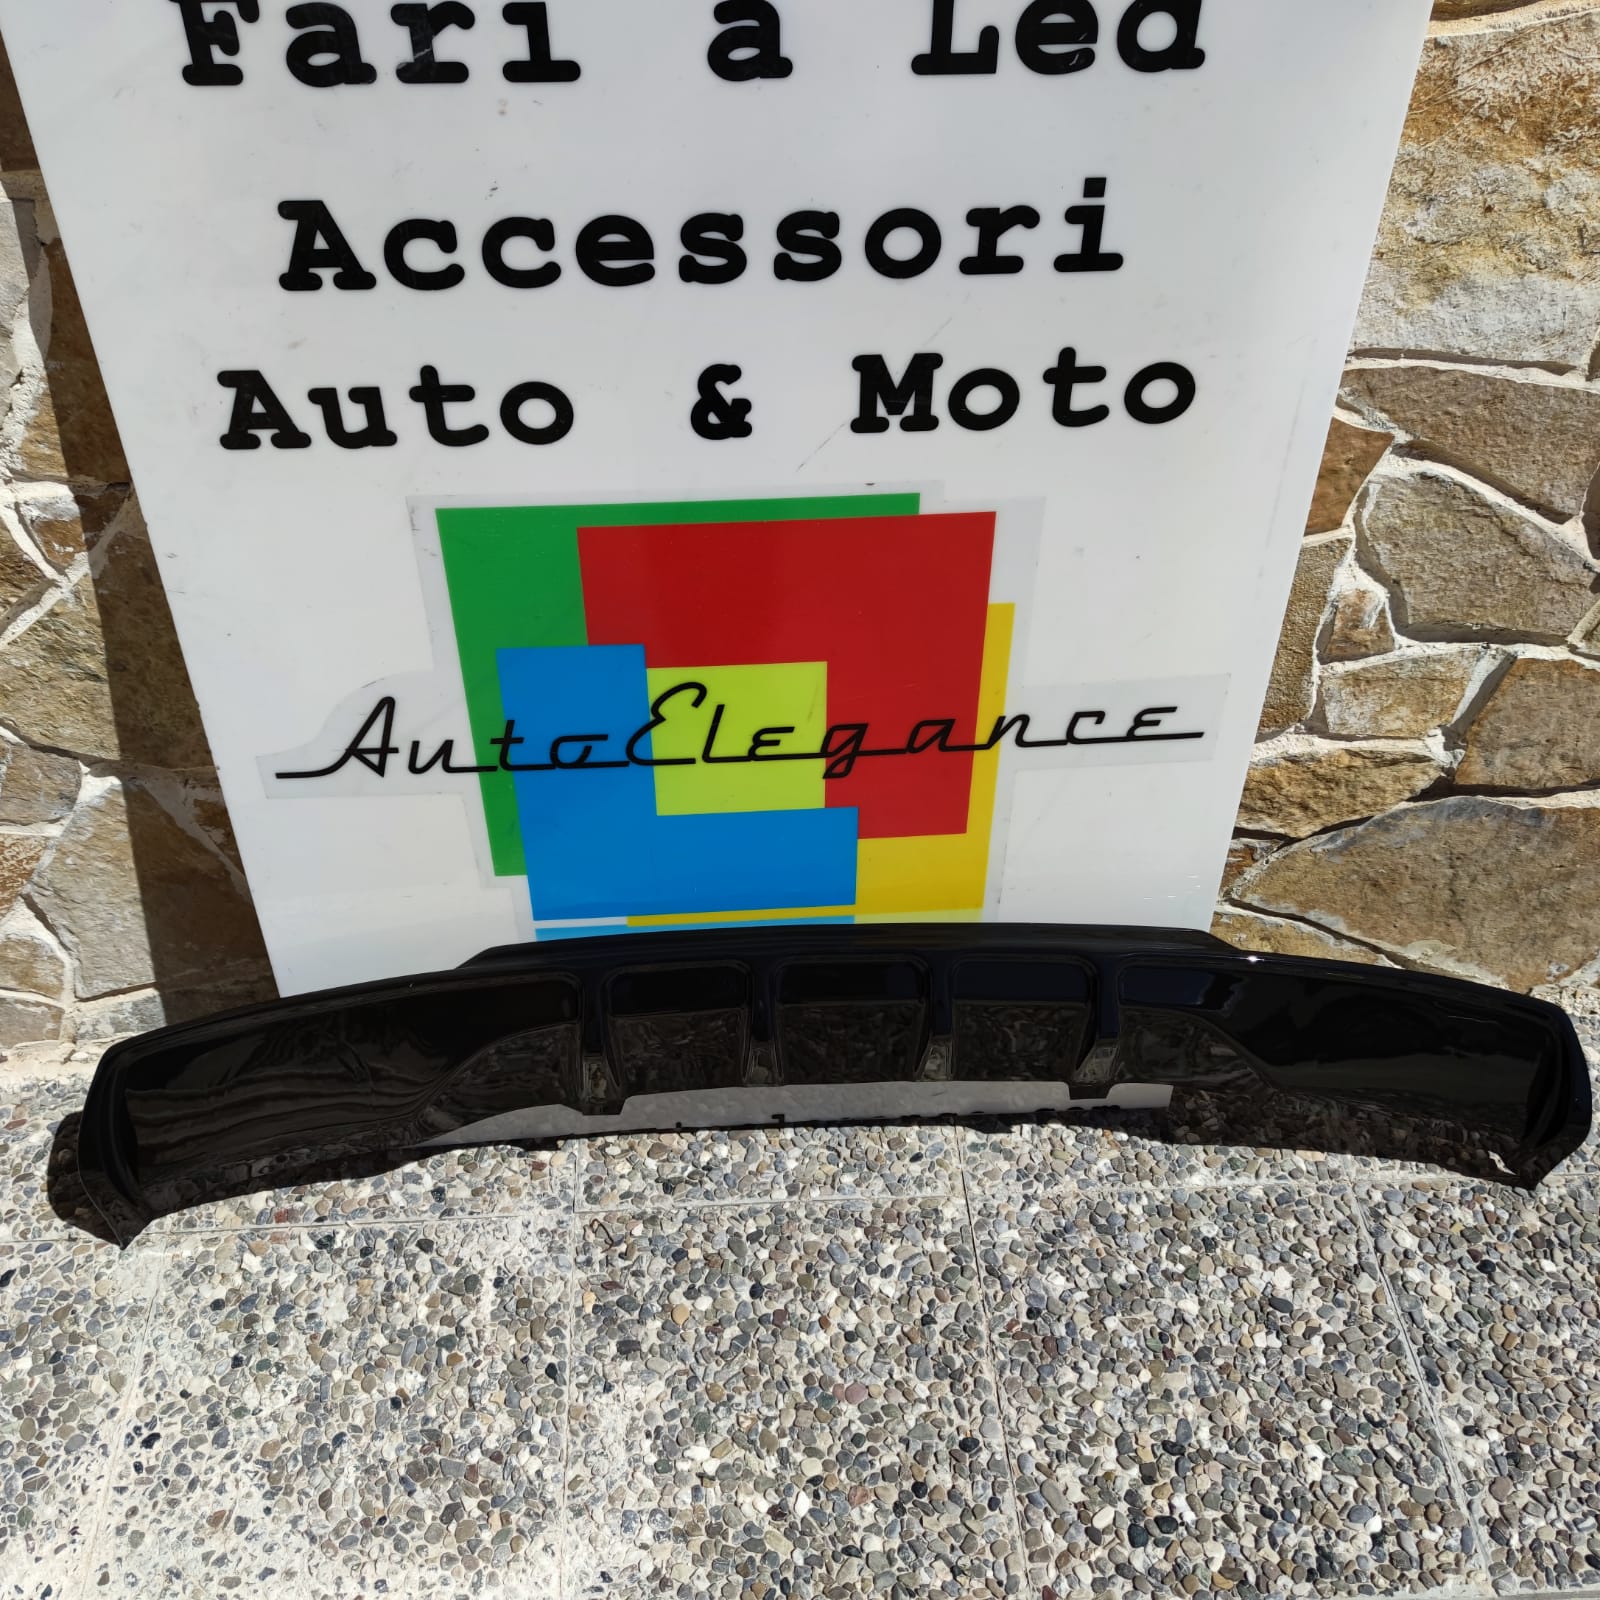 Fari a Led
Accessori
Auto & Moto
AutoElegance